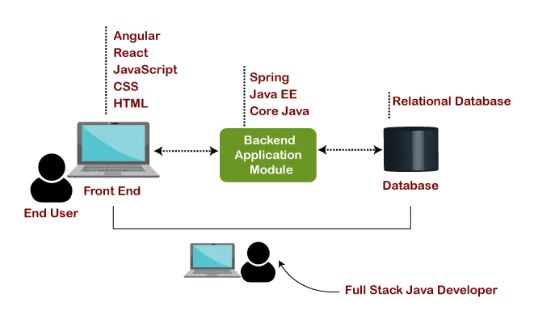 Angular
React
JavaScript
CSS
HTML
Spring
Java EE
Core Java
Relational Database
Backend
Application
Module
Front End
End User
Database
Full Stack Java Developer